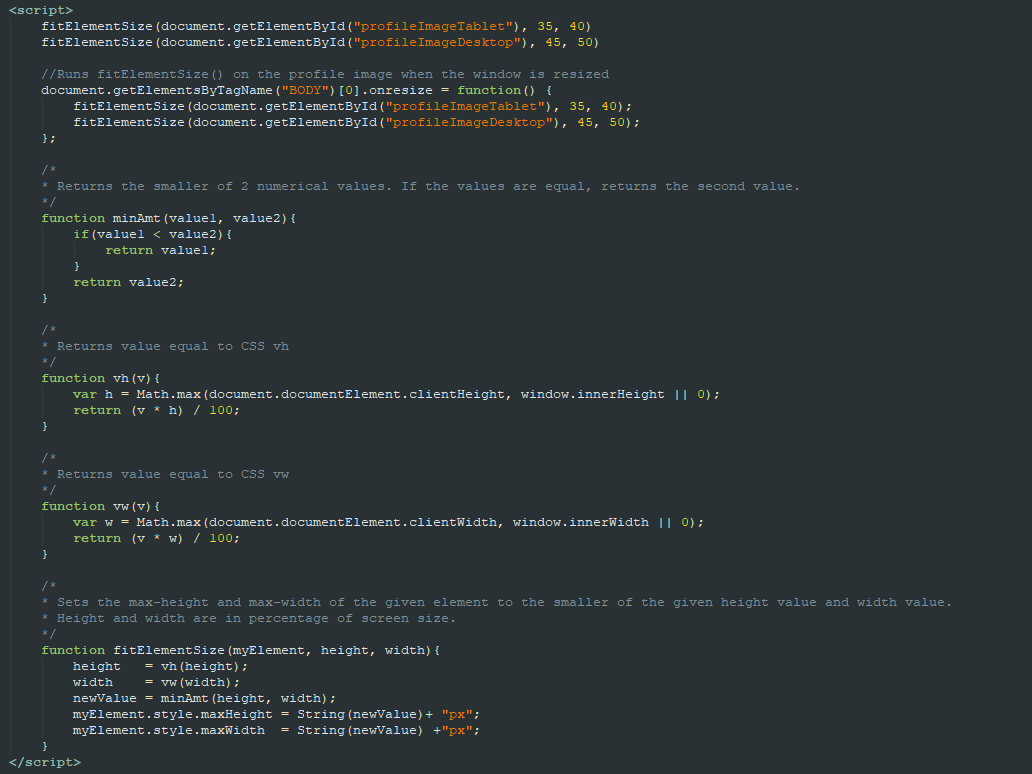 <script>
    fitElementSize(document.getElementById("profileImageTablet"), 35, 40)
    fitElementSize(document.getElementById("profileImageDesktop"), 45, 50)

    //Runs fitElementSize() on the profile image when the window is resized
    document.getElementsByTagName("BODY")[0].onresize = function() {
        fitElementSize(document.getElementById("profileImageTablet"), 35, 40);
        fitElementSize(document.getElementById("profileImageDesktop"), 45, 50);
    };

    /*
    * Returns the smaller of 2 numerical values. If the values are equal, returns the second value.
    */
    function minAmt(value1, value2){
        if(value1 < value2){
            return value1;
        }
        return value2;
    }

    /*
    * Returns value equal to CSS vh
    */
    function vh(v){
        var h = Math.max(document.documentElement.clientHeight, window.innerHeight || 0);
        return (v * h) / 100;
    }

    /*
    * Returns value equal to CSS vw
    */
    function vw(v){
        var w = Math.max(document.documentElement.clientWidth, window.innerWidth || 0);
        return (v * w) / 100;
    }

    /*
    * Sets the max-height and max-width of the given element to the smaller of the given height value and width value.
    * Height and width are in percentage of screen size.
    */
    function fitElementSize(myElement, height, width){
        height   = vh(height);
        width    = vw(width);
        newValue = minAmt(height, width);
        myElement.style.maxHeight = String(newValue)+ "px";
        myElement.style.maxWidth  = String(newValue) +"px";
    }
</script>